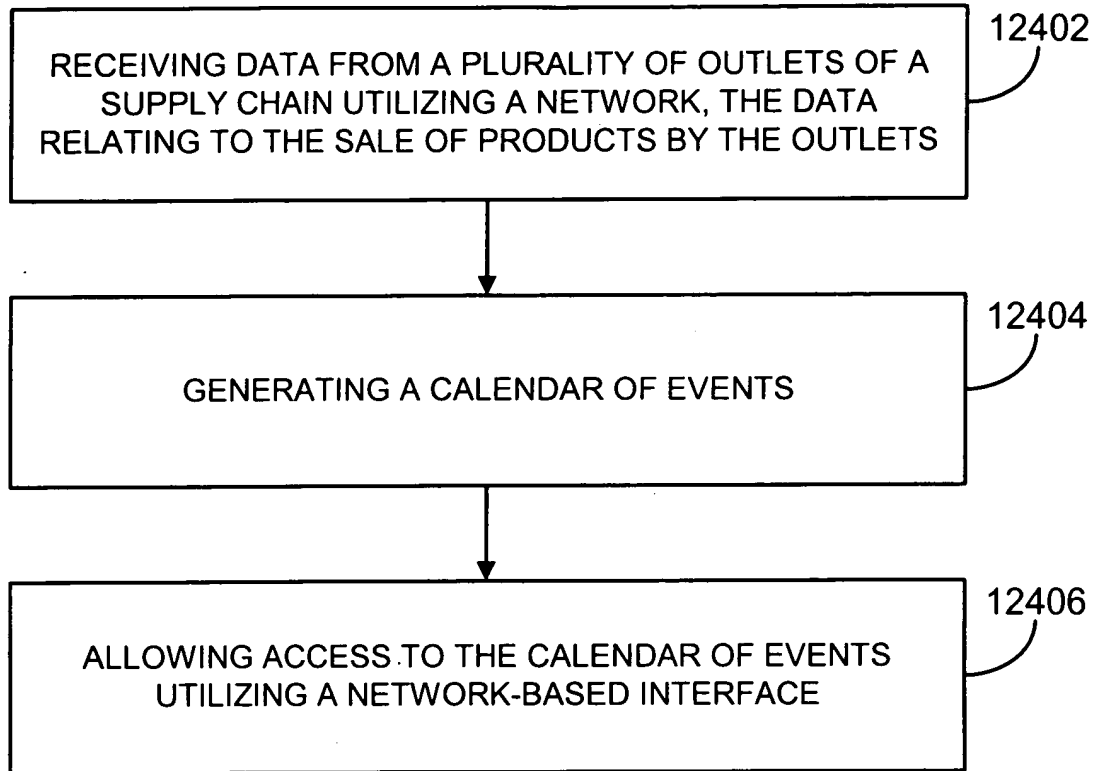 RECEIVING DATA FROM A PLURALITY OF OUTLETS OF A
SUPPLY CHAIN UTILIZING A NETWORK, THE DATA
RELATING TO THE SALE OF PRODUCTS BY THE OUTLETS
12402
GENERATING A CALENDAR OF EVENTS
12404
ALLOWING ACCESS TO THE CALENDAR OF EVENTS
UTILIZING A NETWORK-BASED INTERFACE
12406